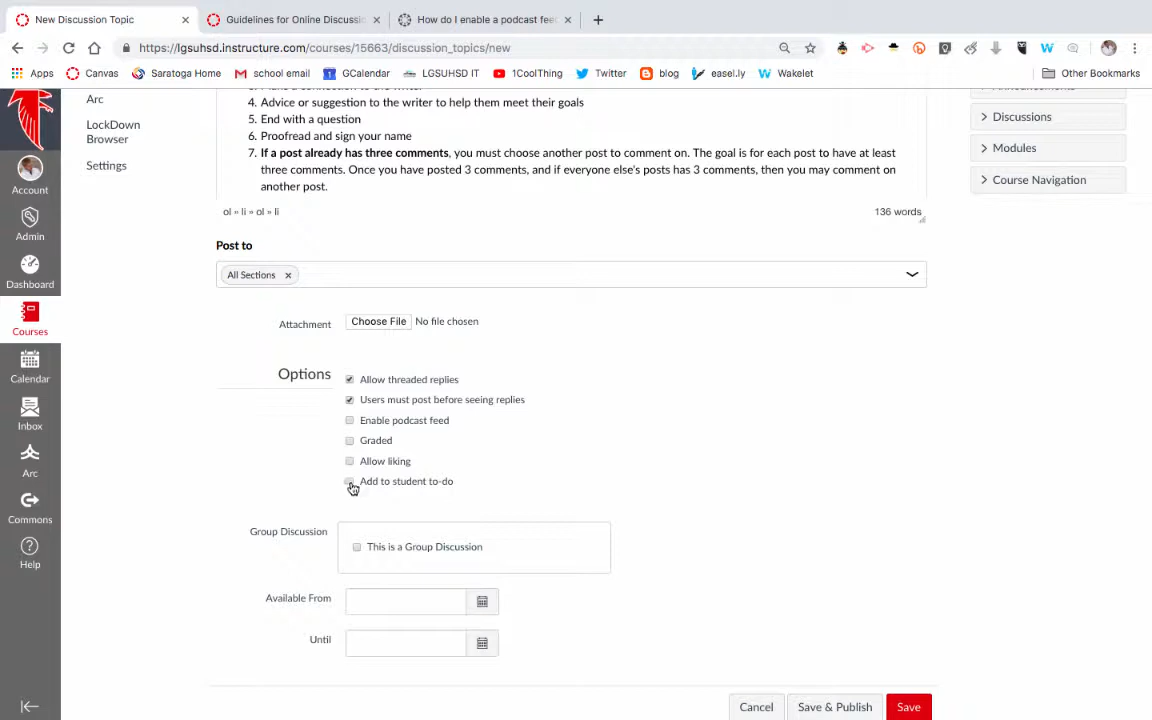 New Discussion Topic
Guidelines for Online Discussio
How do I enable a podcast fee
https://lgsuhsd.instructure.com/courses/15663/discussion_topics/new
Apps
Canvas
Saratoga Home
school email
GCalendar
LGSUHSD IT
1CoolThing
Twitter
blog
easel.ly
Wakelet
Other Bookmarks
Arc
LockDown
Browser
Settings
Account
Admin
Dashboard
Courses
Calendar
Inbox
Arc
Commons
Help
3. Make a connection to the writer
4. Advice or suggestion to the writer to help them meet their goals
5. End with a question
6. Proofread and sign your name
7. If a post already has three comments, you must choose another post to comment on. The goal is for each post to have at least
three comments. Once you have posted 3 comments, and if everyone else's posts has 3 comments, then you may comment on
another post.
ol » li » ol » li
136 words
Post to
All Sections
Attachment
Choose File No file chosen
Options
Allow threaded replies
Users must post before seeing replies
Enable podcast feed
Graded
Allow liking
Add to student to-do
Group Discussion
This is a Group Discussion
Available From
Until
Cancel
Save & Publish
Save
Announcements
Discussions
Modules
Course Navigation